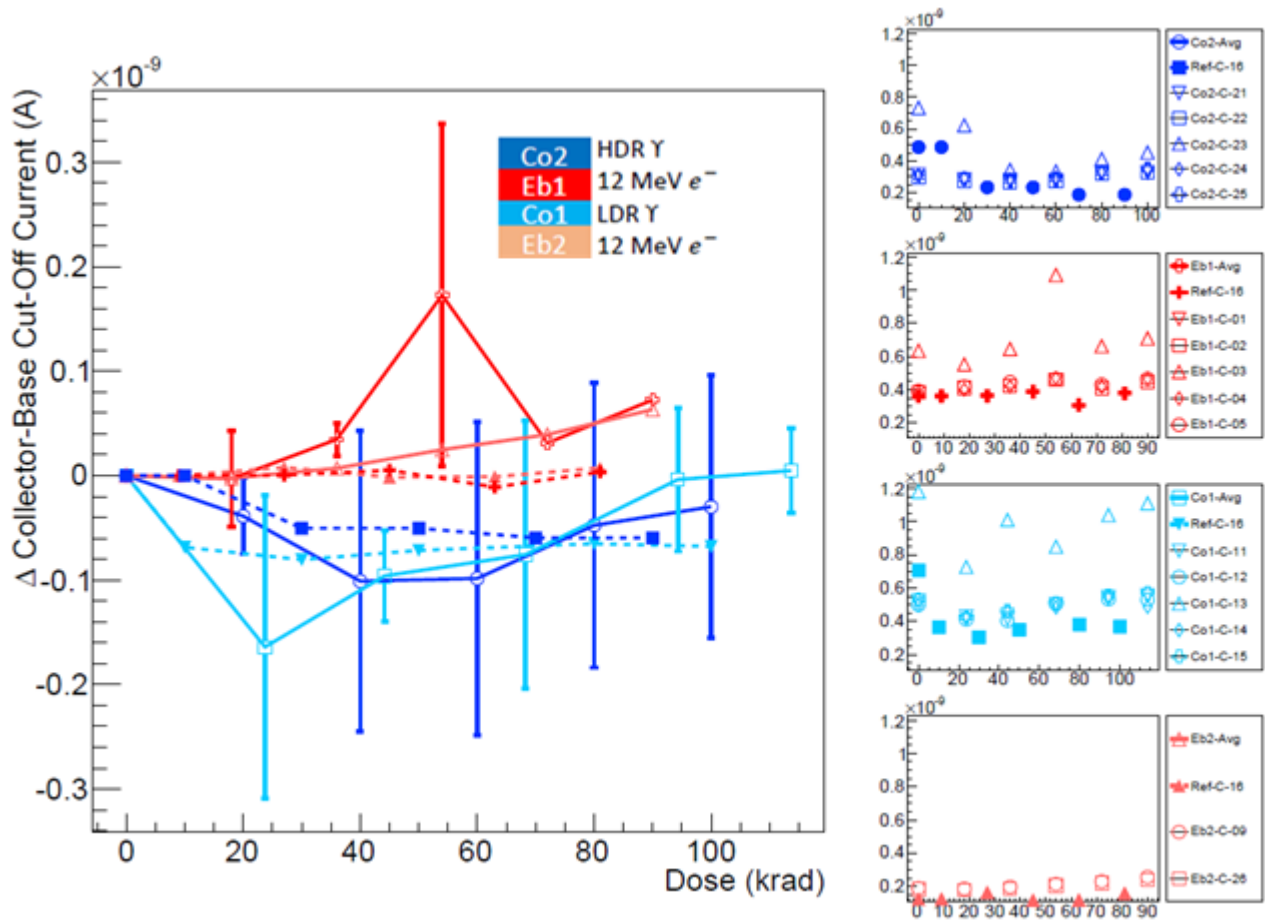 ×10⁻⁹
Δ Collector-Base Cut-Off Current (A)
0.3
0.2
0.1
0
-0.1
-0.2
-0.3
0 20 40 60 80 100
Dose (krad)
Co2 HDR ϒ
Eb1 12 MeV e⁻
Co1 LDR ϒ
Eb2 12 MeV e⁻
×10⁻⁹
1.2
1
0.8
0.6
0.4
0.2
0 20 40 60 80 100
Co2-Avg
Ref-C-16
Co2-C-21
Co2-C-22
Co2-C-23
Co2-C-24
Co2-C-25
×10⁻⁹
1.2
1
0.8
0.6
0.4
0.2
0 10 20 30 40 50 60 70 80 90
Eb1-Avg
Ref-C-16
Eb1-C-01
Eb1-C-02
Eb1-C-03
Eb1-C-04
Eb1-C-05
×10⁻⁹
1.2
1
0.8
0.6
0.4
0.2
0 20 40 60 80 100
Co1-Avg
Ref-C-16
Co1-C-11
Co1-C-12
Co1-C-13
Co1-C-14
Co1-C-15
×10⁻⁹
1.2
1
0.8
0.6
0.4
0.2
0 10 20 30 40 50 60 70 80 90
Eb2-Avg
Ref-C-16
Eb2-C-09
Eb2-C-26